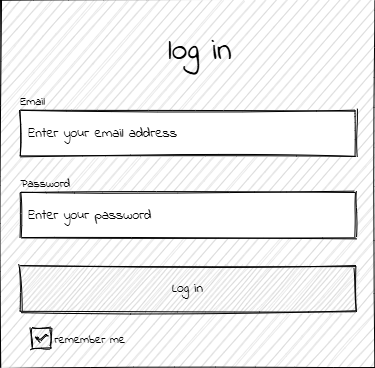 log in
Email
Enter your email address
Password
Enter your password
Log in
remember me